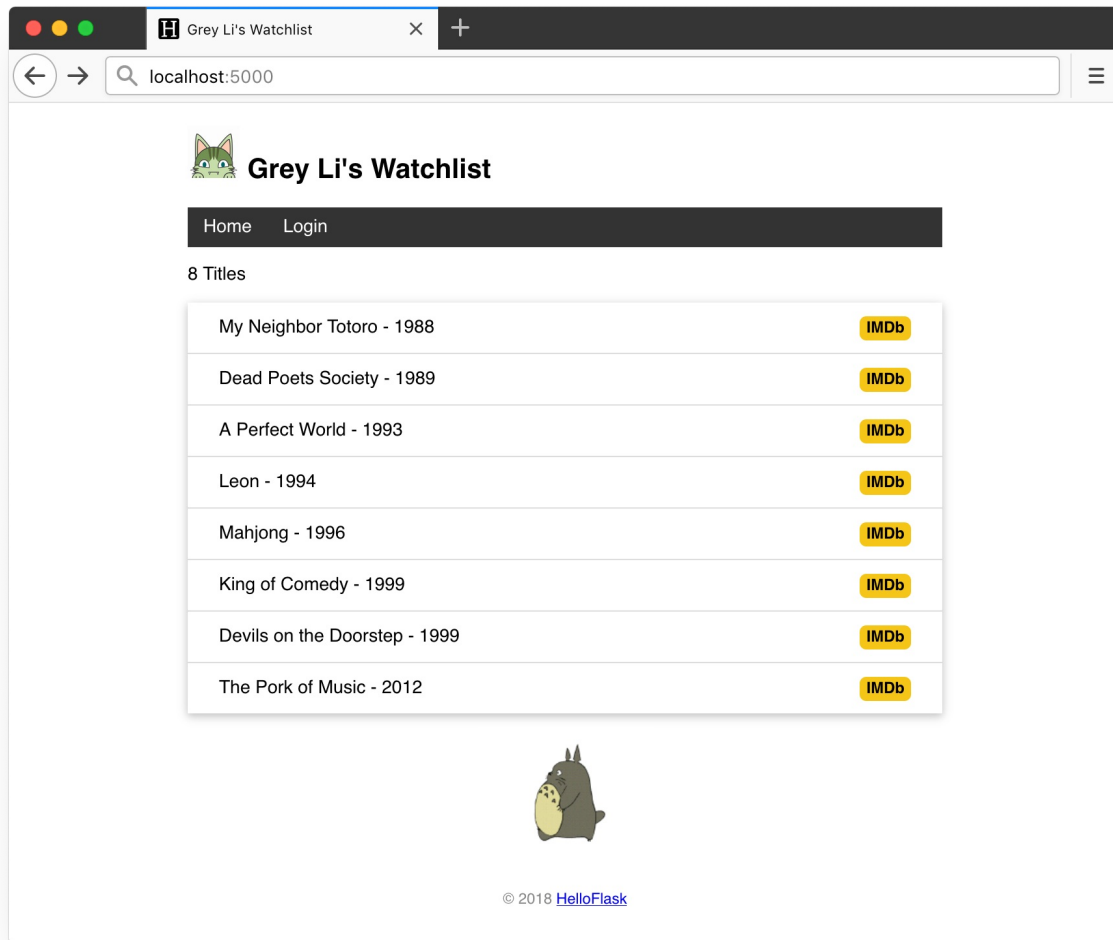 H Grey Li's Watchlist
localhost:5000
Grey Li's Watchlist
Home Login
8 Titles
My Neighbor Totoro - 1988 IMDb
Dead Poets Society - 1989 IMDb
A Perfect World - 1993 IMDb
Leon - 1994 IMDb
Mahjong - 1996 IMDb
King of Comedy - 1999 IMDb
Devils on the Doorstep - 1999 IMDb
The Pork of Music - 2012 IMDb
© 2018 HelloFlask